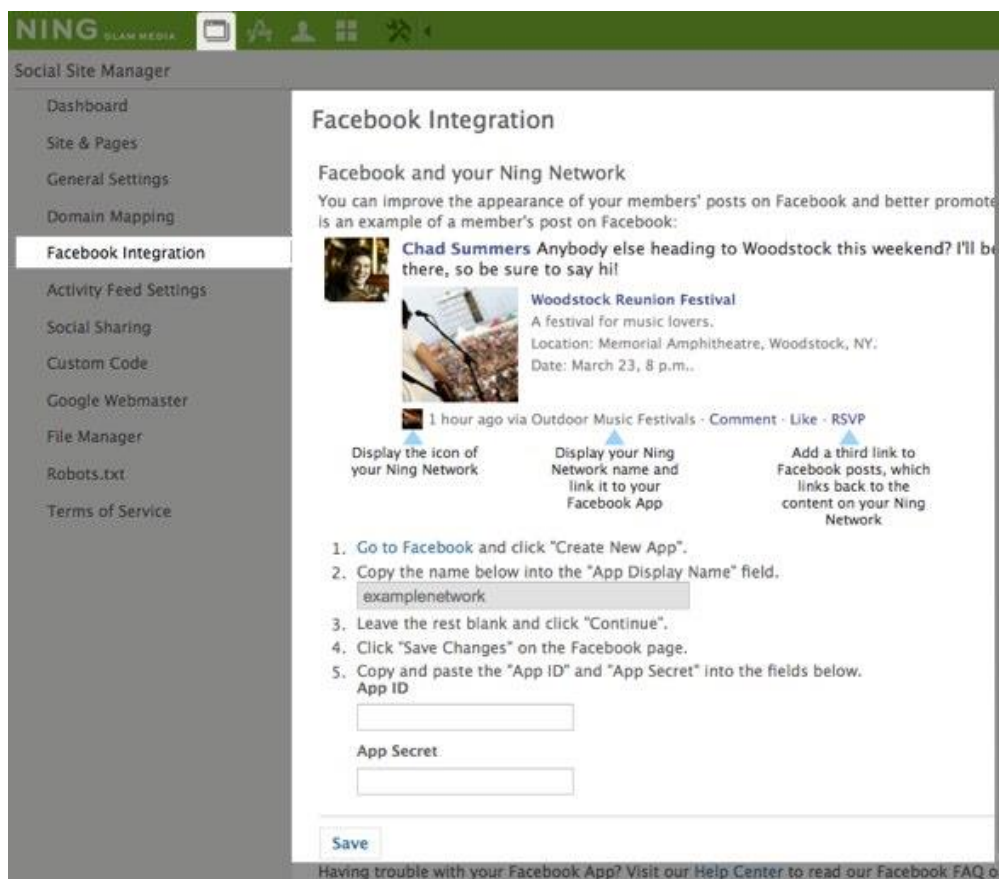 NING GLAM MEDIA
Social Site Manager
Dashboard
Site & Pages
General Settings
Domain Mapping
Facebook Integration
Activity Feed Settings
Social Sharing
Custom Code
Google Webmaster
File Manager
Robots.txt
Terms of Service
Facebook Integration
Facebook and your Ning Network
You can improve the appearance of your members' posts on Facebook and better promote
is an example of a member's post on Facebook:
Chad Summers Anybody else heading to Woodstock this weekend? I'll be
there, so be sure to say hi!
Woodstock Reunion Festival
A festival for music lovers.
Location: Memorial Amphitheatre, Woodstock, NY.
Date: March 23, 8 p.m..
1 hour ago via Outdoor Music Festivals · Comment · Like · RSVP
Display the icon of
your Ning Network
Display your Ning
Network name and
link it to your
Facebook App
Add a third link to
Facebook posts, which
links back to the
content on your Ning
Network
1. Go to Facebook and click "Create New App".
2. Copy the name below into the "App Display Name" field.
examplenetwork
3. Leave the rest blank and click "Continue".
4. Click "Save Changes" on the Facebook page.
5. Copy and paste the "App ID" and "App Secret" into the fields below.
App ID
App Secret
Save
Having trouble with your Facebook App? Visit our Help Center to read our Facebook FAQ